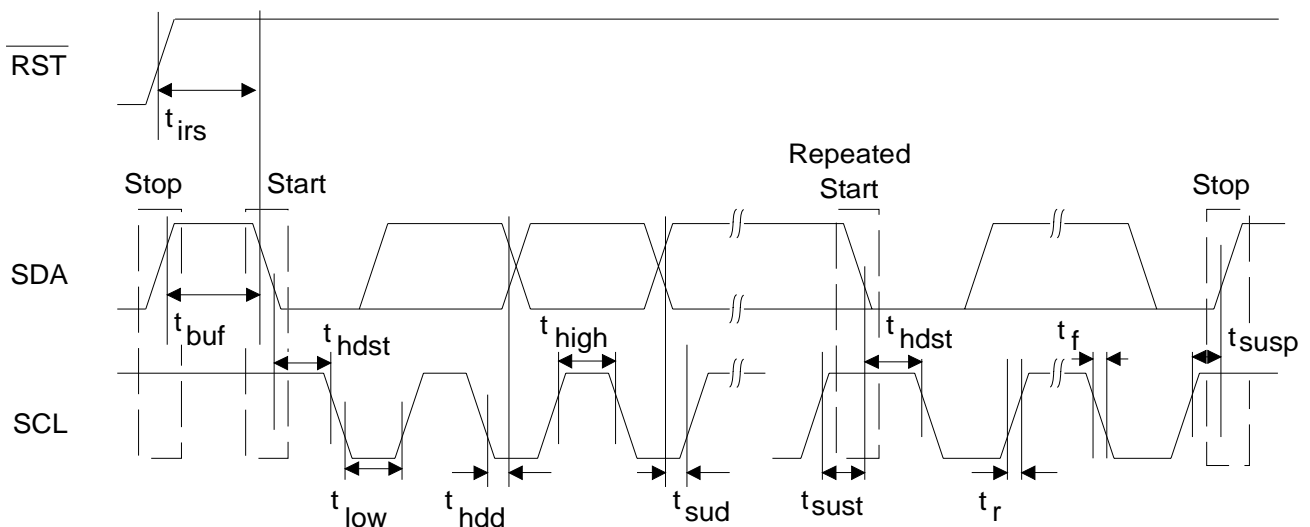 RST
t irs
Repeated
Start
Stop
Start
Stop
SDA
t buf
t hdst
t high
t hdst
t f
t susp
SCL
t low
t hdd
t sud
t sust
t r